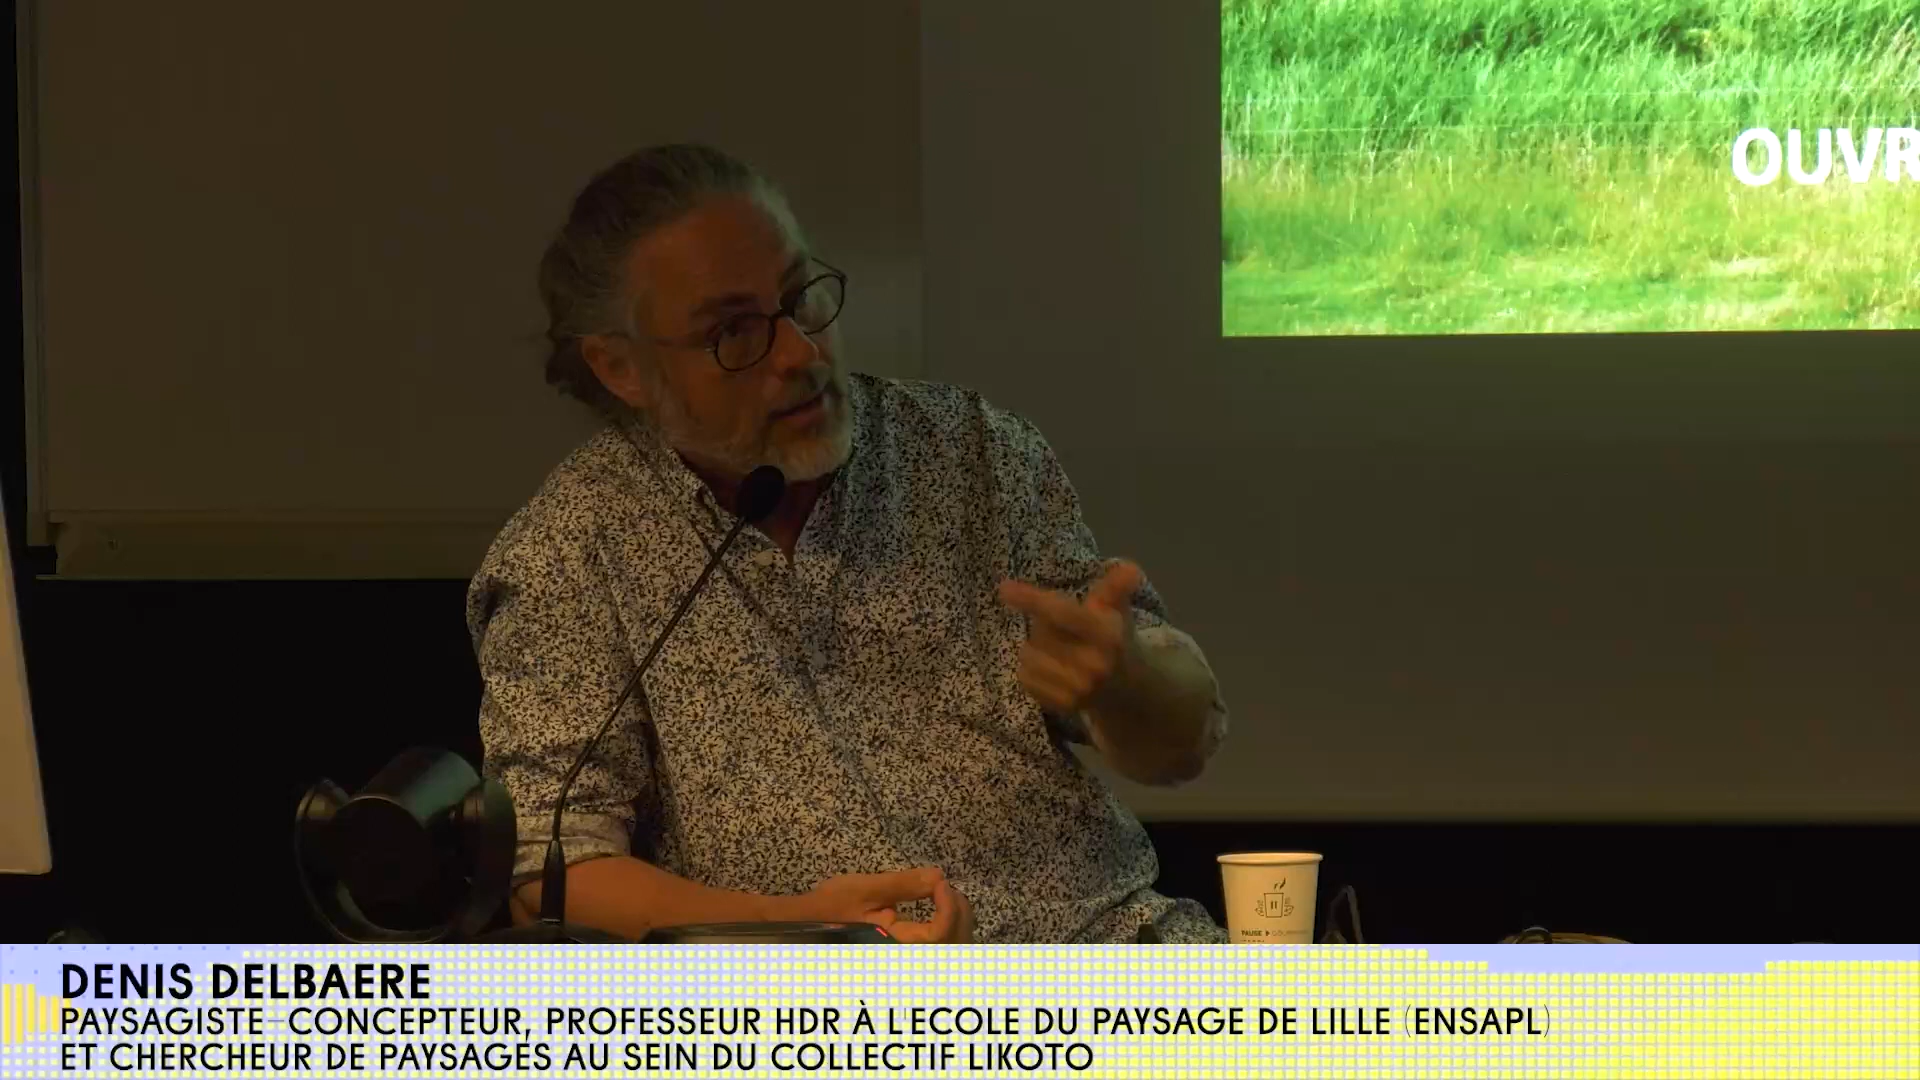 OUVR
PAUSE
DENIS DELBAERE
PAYSAGISTE-CONCEPTEUR, PROFESSEUR HDR À L'ECOLE DU PAYSAGE DE LILLE (ENSAPL)
ET CHERCHEUR DE PAYSAGES AU SEIN DU COLLECTIF LIKOTO